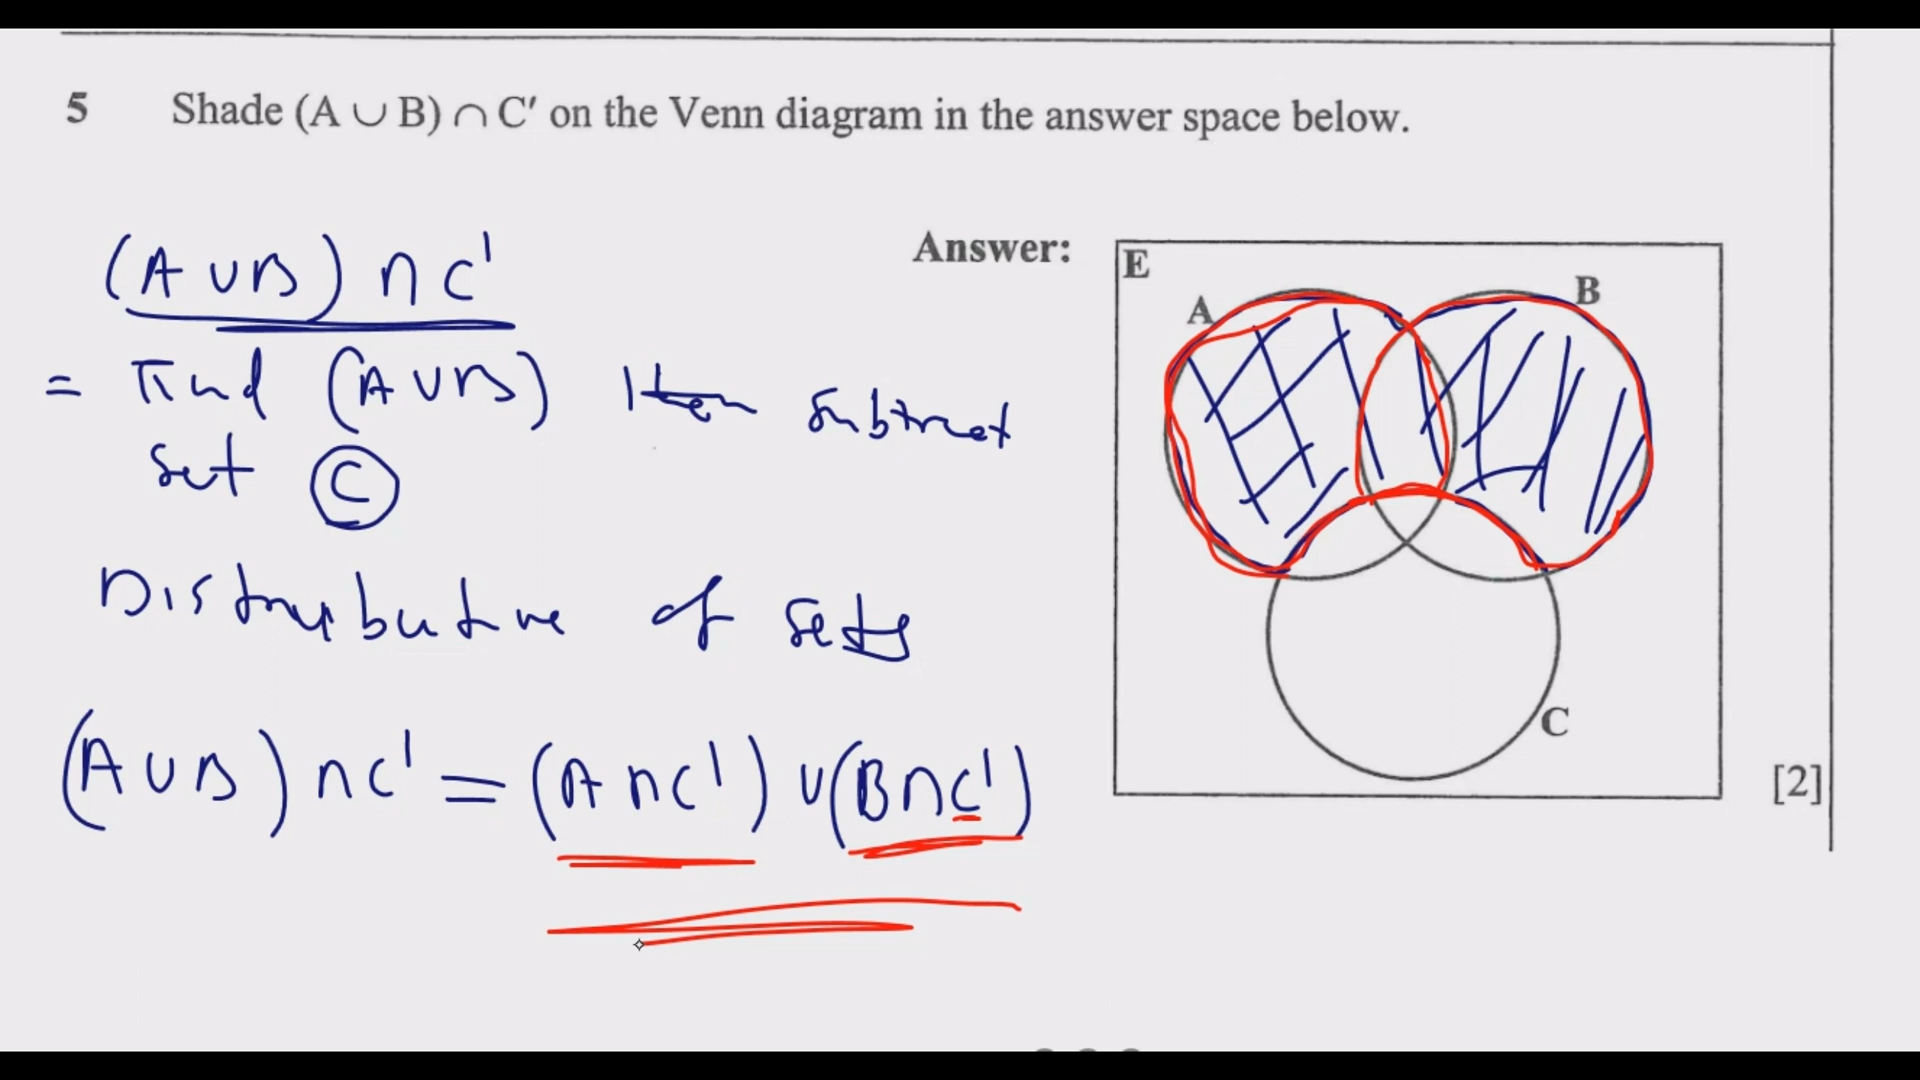 5 Shade (A ∪ B) ∩ C′ on the Venn diagram in the answer space below.
(A ∪ B) ∩ C'
= Find (A ∪ B) then subtract
set C
Distributive of sets
(A ∪ B) ∩ C' = (A ∩ C') ∪ (B ∩ C')
Answer:
E
A
B
C
[2]